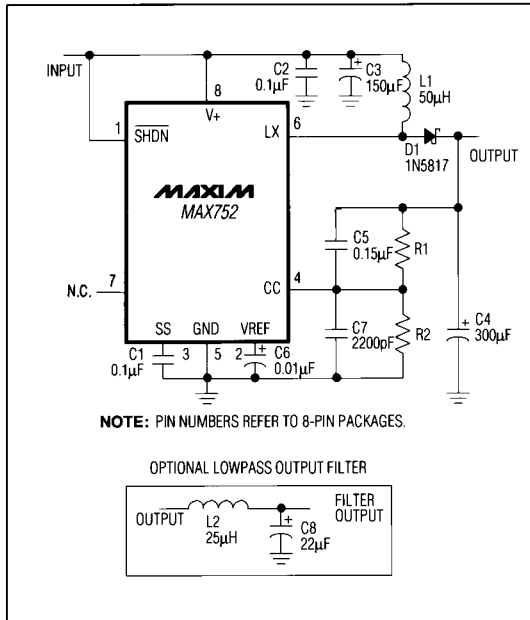 INPUT
C2
0.1µF
+
C3
150µF
L1
50µH
8
V+
1
SHDN
LX
6
D1
1N5817
OUTPUT
MAXIM
MAX752
C5
0.15µF
R1
N.C.
7
CC
4
C7
2200pF
R2
+
C4
300µF
SS
GND
VREF
C1
0.1µF
3
5
2
+
C6
0.01µF
NOTE: PIN NUMBERS REFER TO 8-PIN PACKAGES.
OPTIONAL LOWPASS OUTPUT FILTER
OUTPUT
L2
25µH
+
C8
22µF
FILTER
OUTPUT